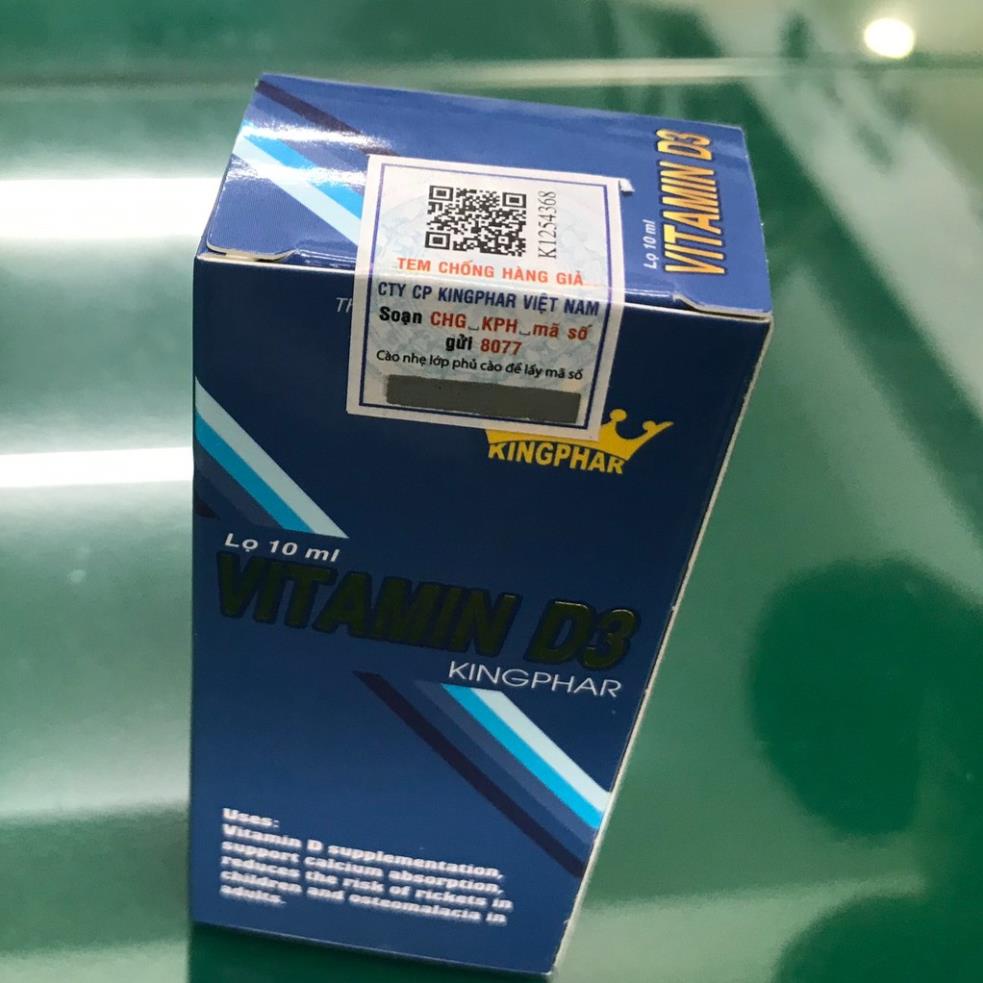 Lọ 10 ml
VITAMIN D3
K1254368
TEM CHỐNG HÀNG GIẢ
CTY CP KINGPHAR VIỆT NAM
Soạn CHG_KPH_mã số
gửi 8077
Cào nhẹ lớp phủ cào để lấy mã số
KINGPHAR
Lọ 10 ml
VITAMIN D3
KINGPHAR
Uses:
Vitamin D supplementation,
support calcium absorption,
reduces the risk of rickets in
children and osteomalacia in
adults.